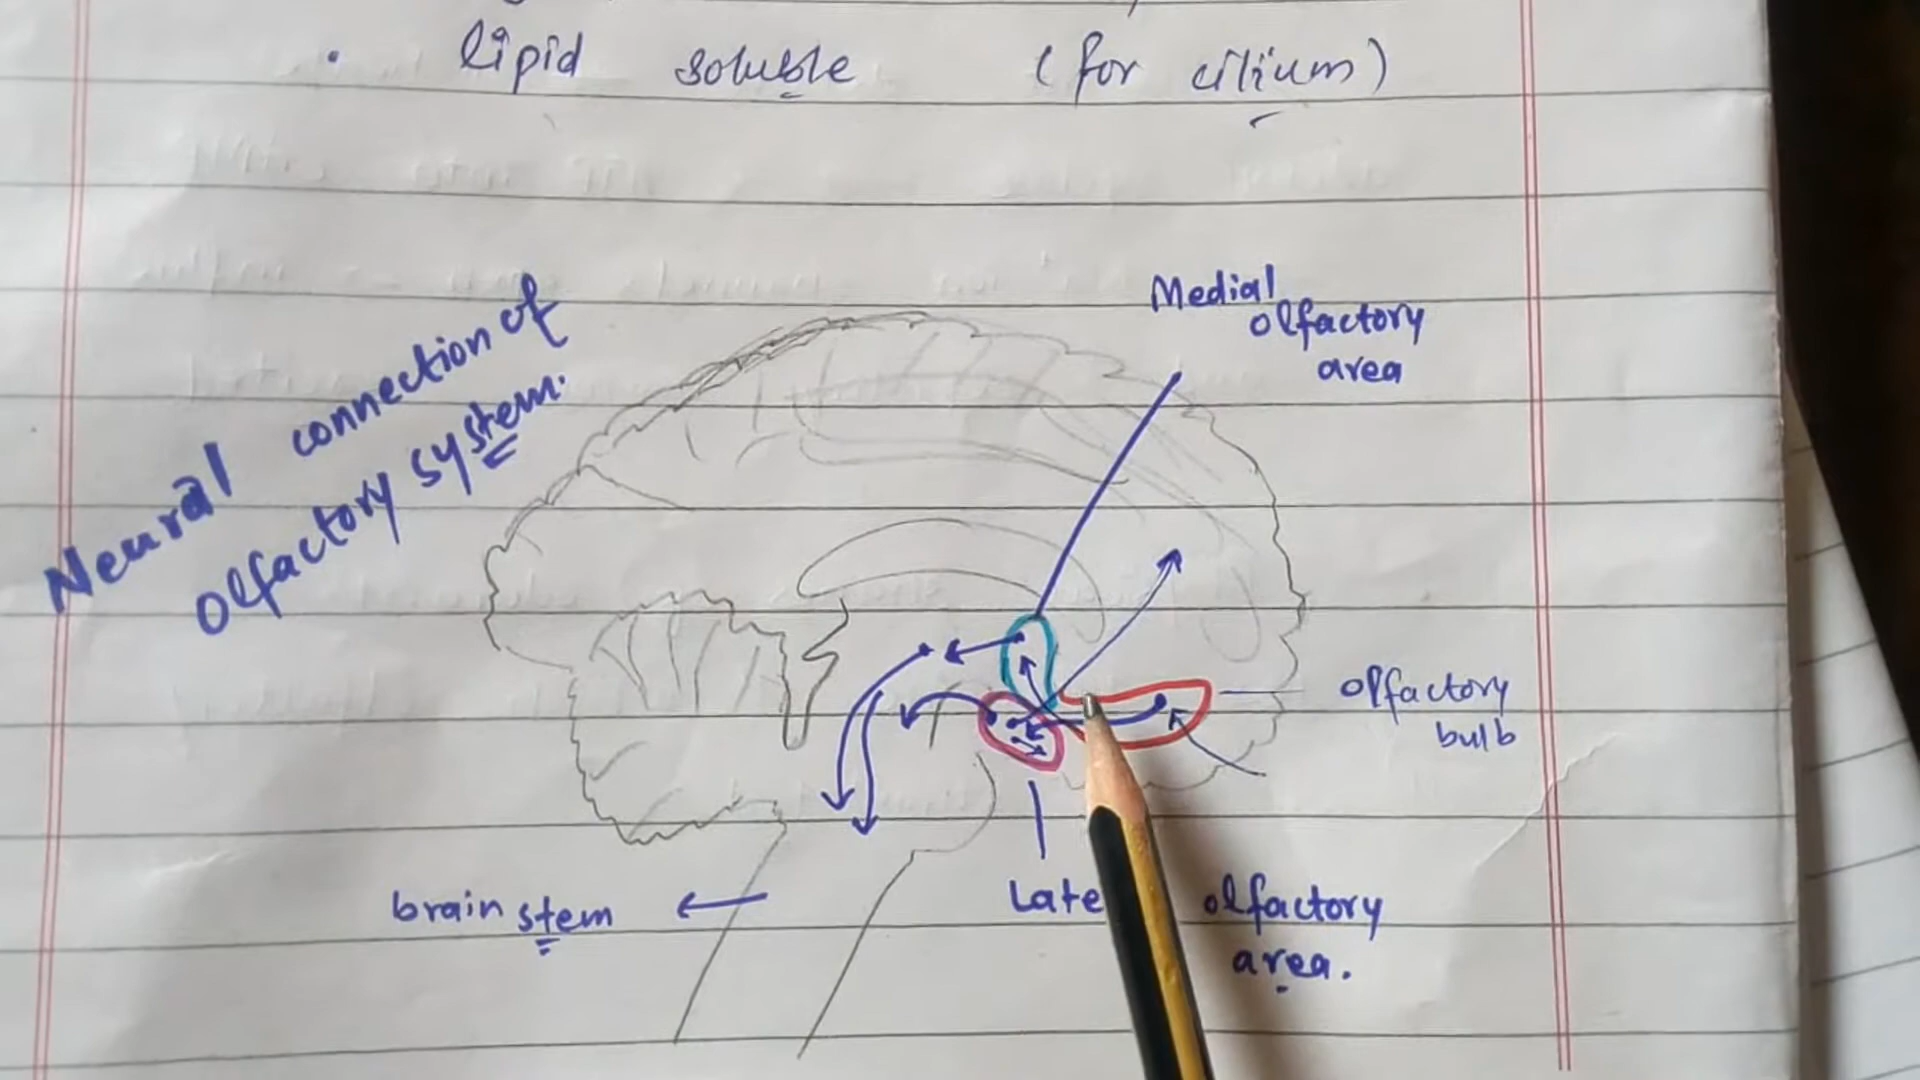 • lipid soluble (for cilium)
Neural connection of
olfactory system.
Medial
olfactory
area
olfactory
bulb
brain stem
Late olfactory
area.